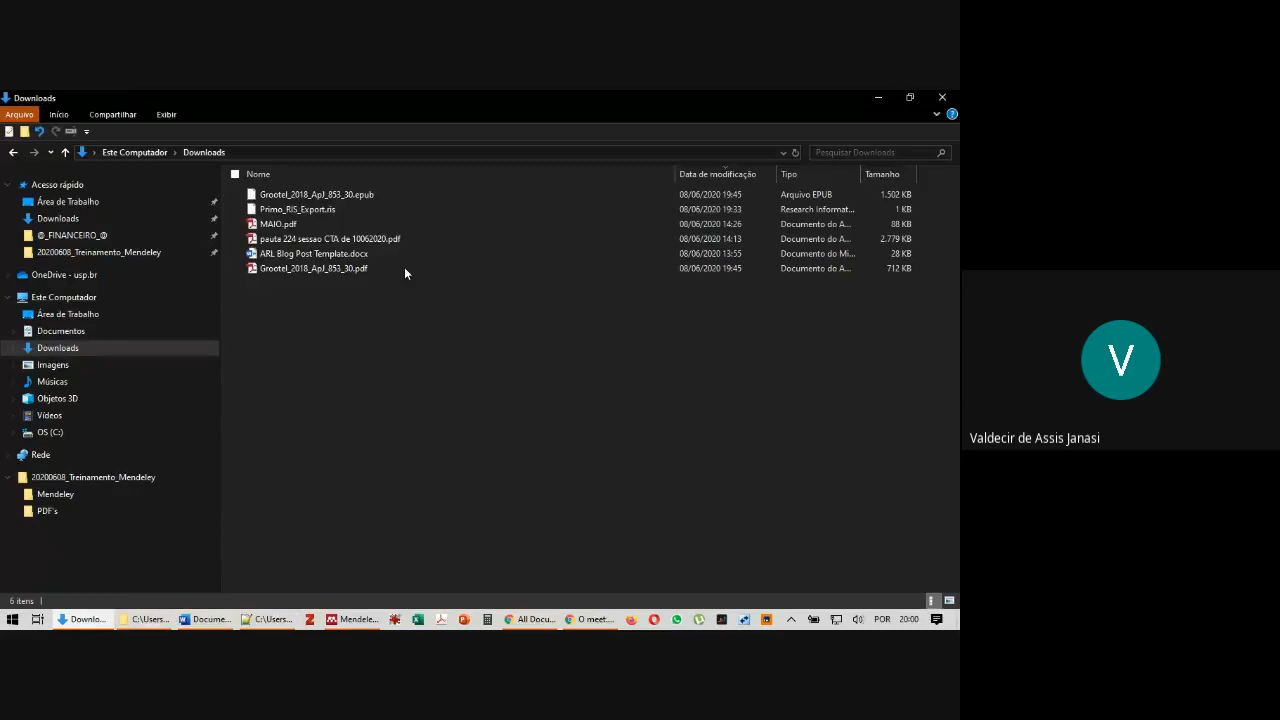 Downloads
Arquivo Início Compartilhar Exibir
Este Computador > Downloads Pesquisar Downloads
Nome Data de modificação Tipo Tamanho
Acesso rápido
Área de Trabalho
Downloads
@_FINANCEIRO_@
20200608_Treinamento_Mendeley
OneDrive - usp.br
Este Computador
Área de Trabalho
Documentos
Downloads
Imagens
Músicas
Objetos 3D
Vídeos
OS (C:)
Rede
20200608_Treinamento_Mendeley
Mendeley
PDF's
Grootel_2018_ApJ_853_30.epub 08/06/2020 19:45 Arquivo EPUB 1.502 KB
Primo_RIS_Export.ris 08/06/2020 19:33 Research Informat... 1 KB
MAIO.pdf 08/06/2020 14:26 Documento do A... 88 KB
pauta 224 sessao CTA de 10062020.pdf 08/06/2020 14:13 Documento do A... 2.779 KB
ARL Blog Post Template.docx 08/06/2020 13:55 Documento do Mi... 28 KB
Grootel_2018_ApJ_853_30.pdf 08/06/2020 19:45 Documento do A... 712 KB
V
Valdecir de Assis Janasi
6 itens
Downlo... C:\Users... Docume... C:\Users... Mendele... All Docu... O meet.... POR 20:00